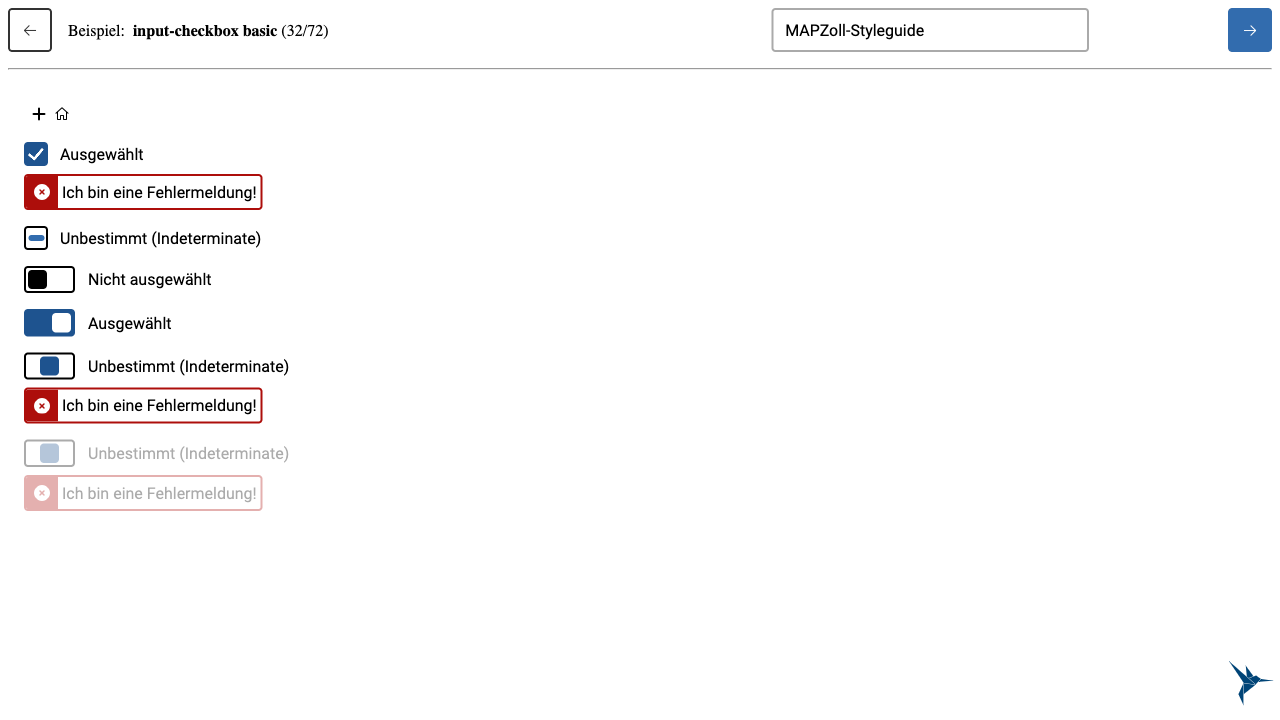 Beispiel: input-checkbox basic (32/72)
MAPZoll-Styleguide
Ausgewählt
Ich bin eine Fehlermeldung!
Unbestimmt (Indeterminate)
Nicht ausgewählt
Ausgewählt
Unbestimmt (Indeterminate)
Ich bin eine Fehlermeldung!
Unbestimmt (Indeterminate)
Ich bin eine Fehlermeldung!